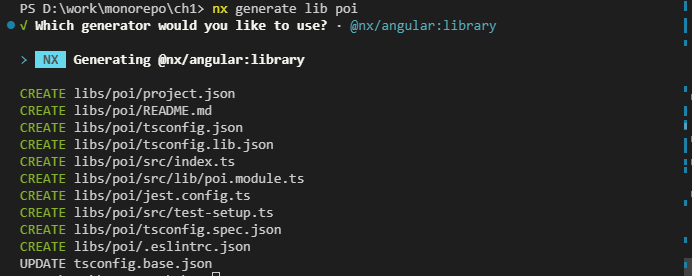 PS D:\work\monorepo\ch1> nx generate lib poi
√ Which generator would you like to use? · @nx/angular:library
> NX Generating @nx/angular:library
CREATE libs/poi/project.json
CREATE libs/poi/README.md
CREATE libs/poi/tsconfig.json
CREATE libs/poi/tsconfig.lib.json
CREATE libs/poi/src/index.ts
CREATE libs/poi/src/lib/poi.module.ts
CREATE libs/poi/jest.config.ts
CREATE libs/poi/src/test-setup.ts
CREATE libs/poi/tsconfig.spec.json
CREATE libs/poi/.eslintrc.json
UPDATE tsconfig.base.json